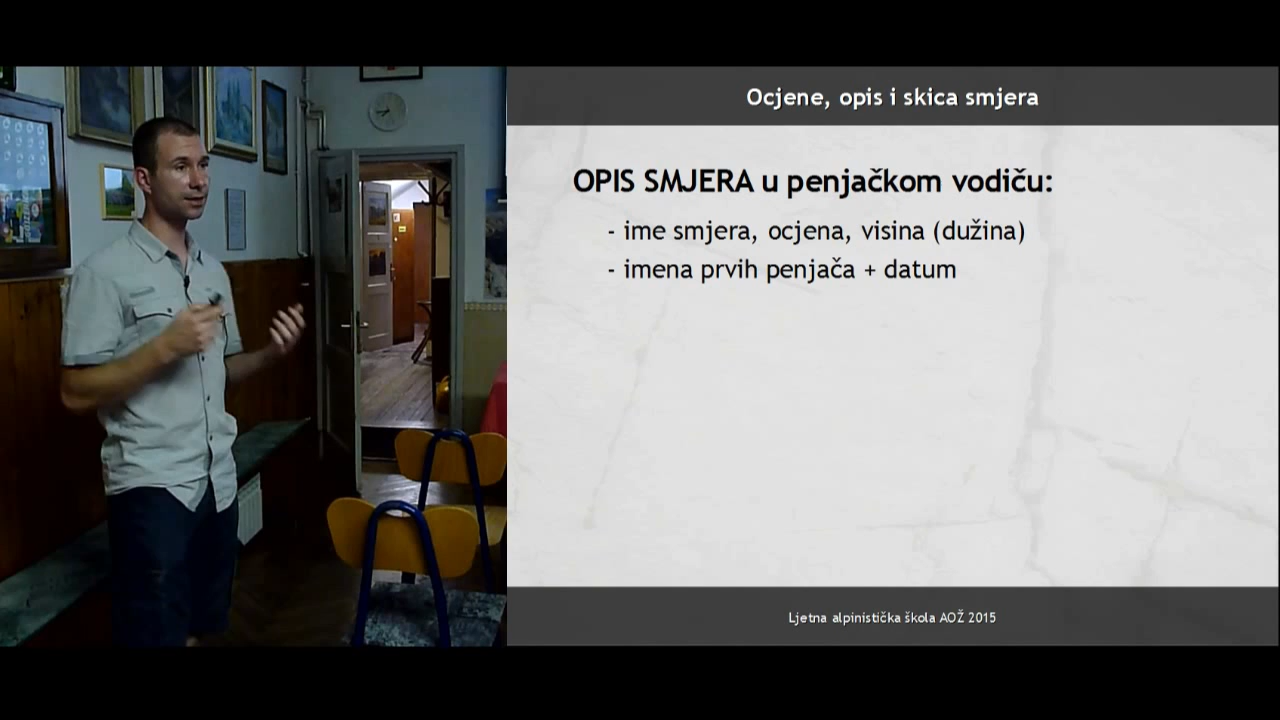 Ocjene, opis i skica smjera
OPIS SMJERA u penjačkom vodiču:
- ime smjera, ocjena, visina (dužina)
- imena prvih penjača + datum
Ljetna alpinistička škola AOŽ 2015